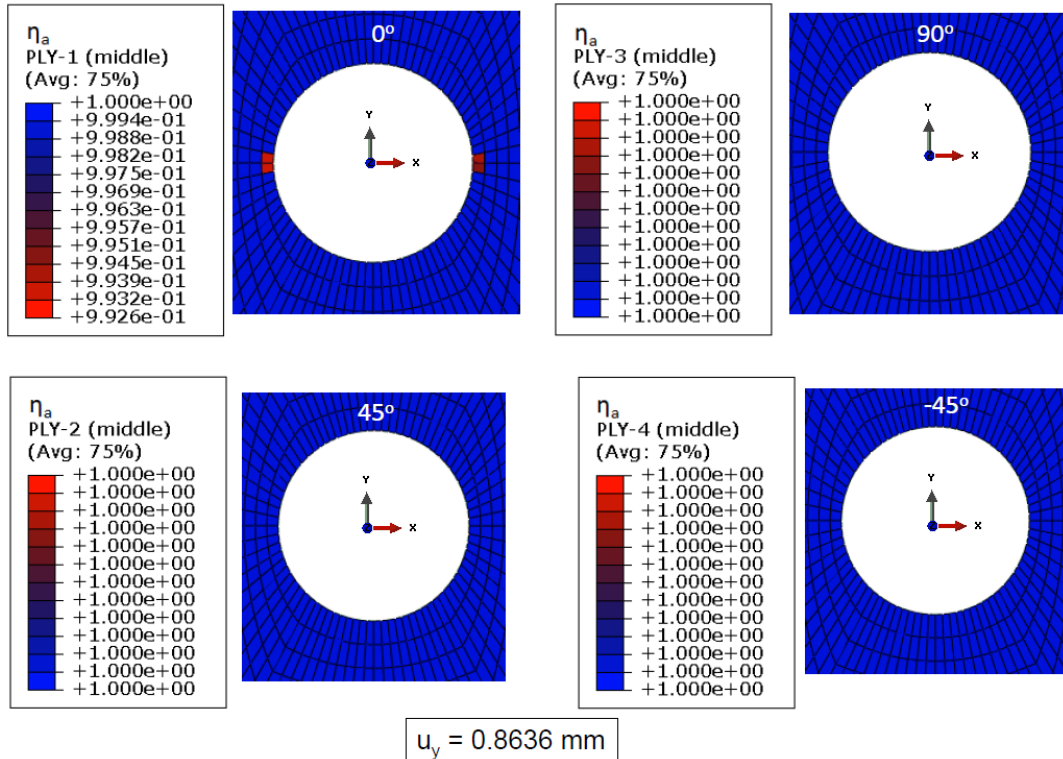 ηa
PLY-1 (middle)
(Avg: 75%)
+1.000e+00
+9.994e-01
+9.988e-01
+9.982e-01
+9.975e-01
+9.969e-01
+9.963e-01
+9.957e-01
+9.951e-01
+9.945e-01
+9.939e-01
+9.932e-01
+9.926e-01
0º
Y
X
ηa
PLY-3 (middle)
(Avg: 75%)
+1.000e+00
+1.000e+00
+1.000e+00
+1.000e+00
+1.000e+00
+1.000e+00
+1.000e+00
+1.000e+00
+1.000e+00
+1.000e+00
+1.000e+00
+1.000e+00
+1.000e+00
90º
Y
X
ηa
PLY-2 (middle)
(Avg: 75%)
+1.000e+00
+1.000e+00
+1.000e+00
+1.000e+00
+1.000e+00
+1.000e+00
+1.000e+00
+1.000e+00
+1.000e+00
+1.000e+00
+1.000e+00
+1.000e+00
+1.000e+00
45º
Y
X
ηa
PLY-4 (middle)
(Avg: 75%)
+1.000e+00
+1.000e+00
+1.000e+00
+1.000e+00
+1.000e+00
+1.000e+00
+1.000e+00
+1.000e+00
+1.000e+00
+1.000e+00
+1.000e+00
+1.000e+00
+1.000e+00
-45º
Y
X
uy = 0.8636 mm